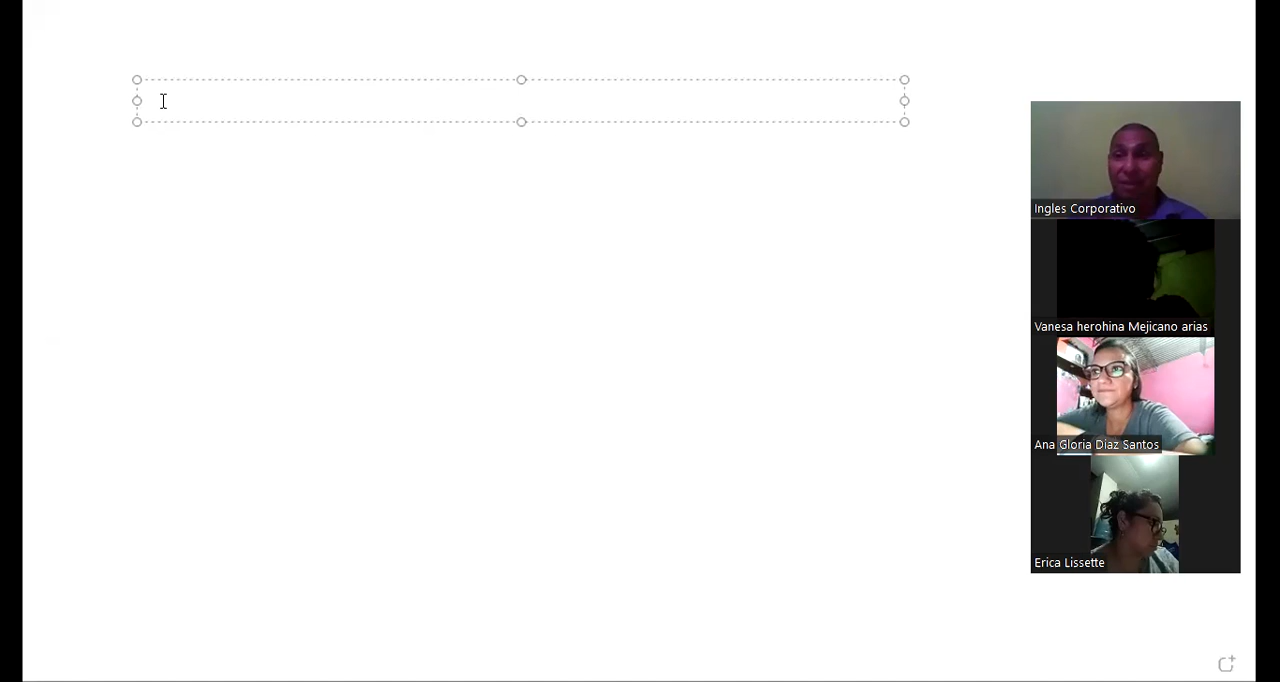 Ingles Corporativo
Vanesa herohina Mejicano arias
Ana Gloria Diaz Santos
Erica Lissette